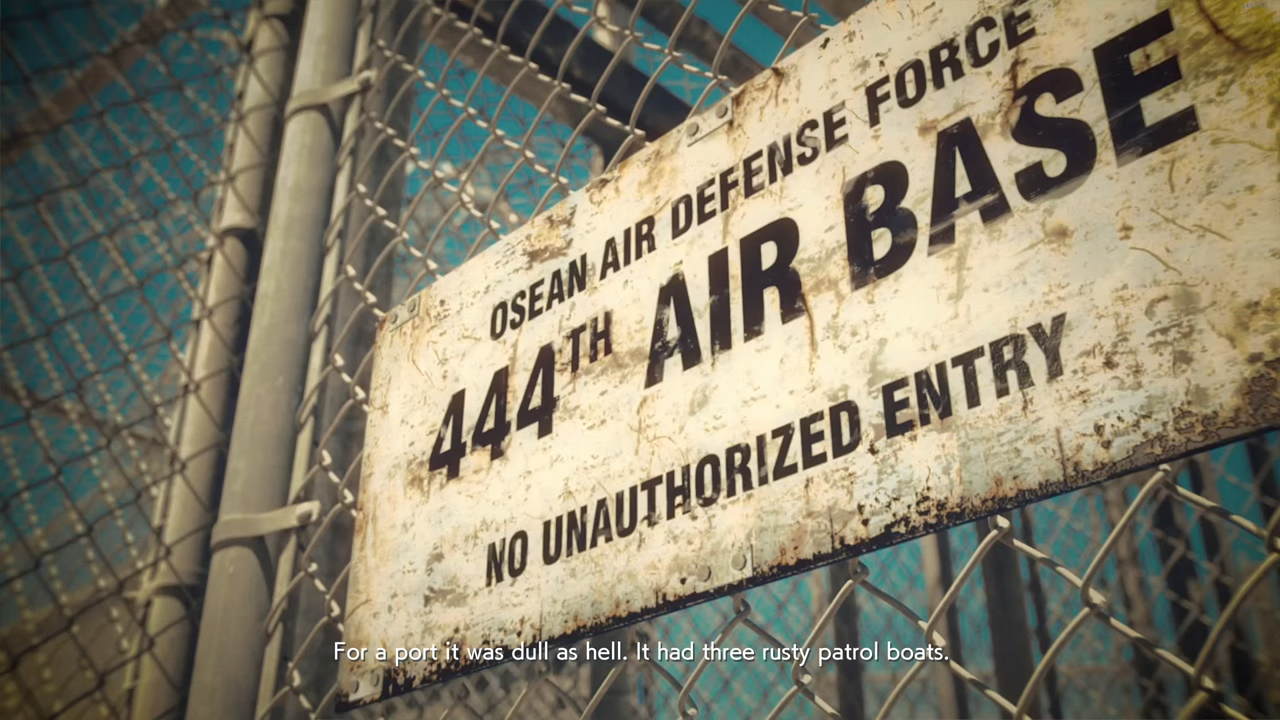 OSEAN AIR DEFENSE FORCE
444TH AIR BASE
NO UNAUTHORIZED ENTRY
For a port it was dull as hell. It had three rusty patrol boats.